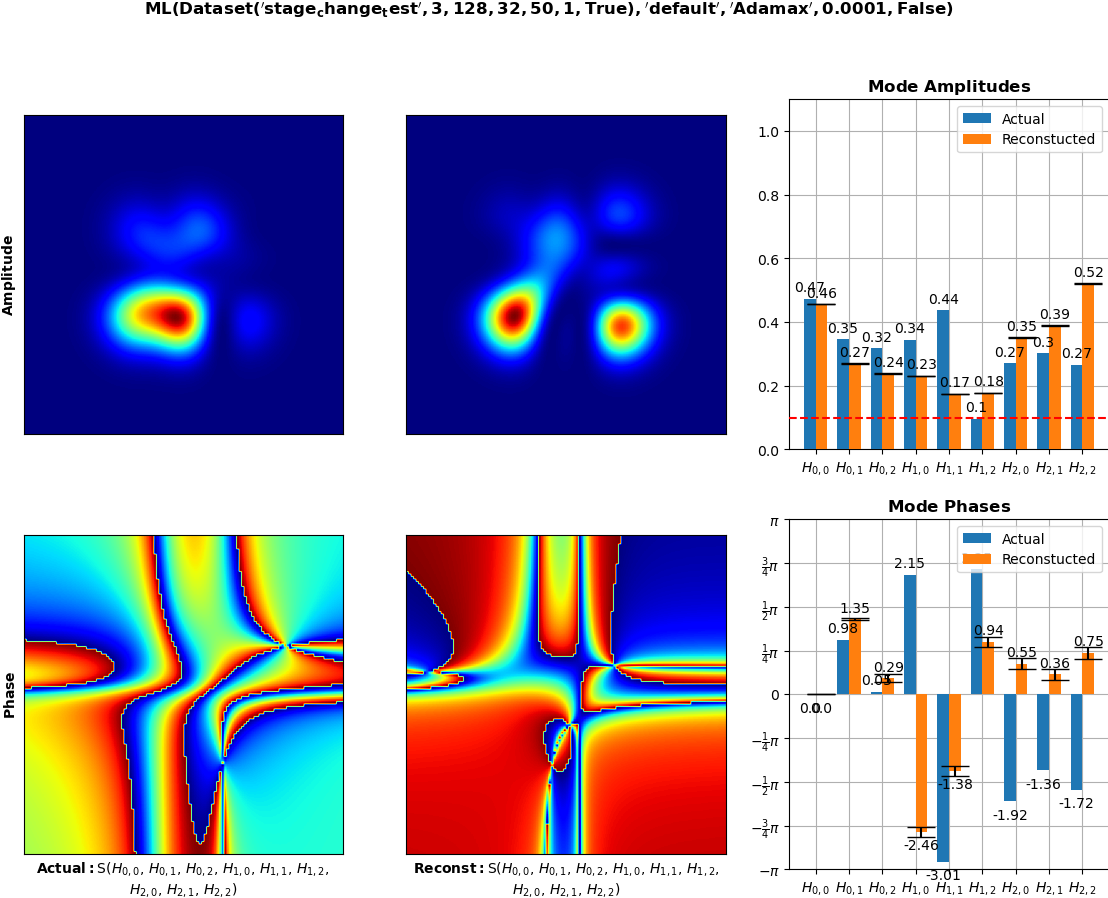 ML(Dataset('stage_change_test', 3, 128, 32, 50, 1, True), 'default', 'Adamax', 0.0001, False)
Amplitude
Mode Amplitudes
Actual
Reconstucted
1.0
0.8
0.6
0.4
0.2
0.0
0.47
0.46
0.35
0.27
0.32
0.24
0.34
0.23
0.44
0.17
0.1
0.18
0.27
0.35
0.3
0.39
0.27
0.52
H0,0 H0,1 H0,2 H1,0 H1,1 H1,2 H2,0 H2,1 H2,2
Phase
Actual: S(H0,0, H0,1, H0,2, H1,0, H1,1, H1,2,
H2,0, H2,1, H2,2)
Reconst: S(H0,0, H0,1, H0,2, H1,0, H1,1, H1,2,
H2,0, H2,1, H2,2)
Mode Phases
Actual
Reconstucted
π
3/4π
1/2π
1/4π
0
−1/4π
−1/2π
−3/4π
−π
0.0
0.0
0.98
1.35
0.29
2.15
-2.46
-3.01
-1.38
0.94
-1.92
0.55
-1.36
0.36
-1.72
0.75
H0,0 H0,1 H0,2 H1,0 H1,1 H1,2 H2,0 H2,1 H2,2